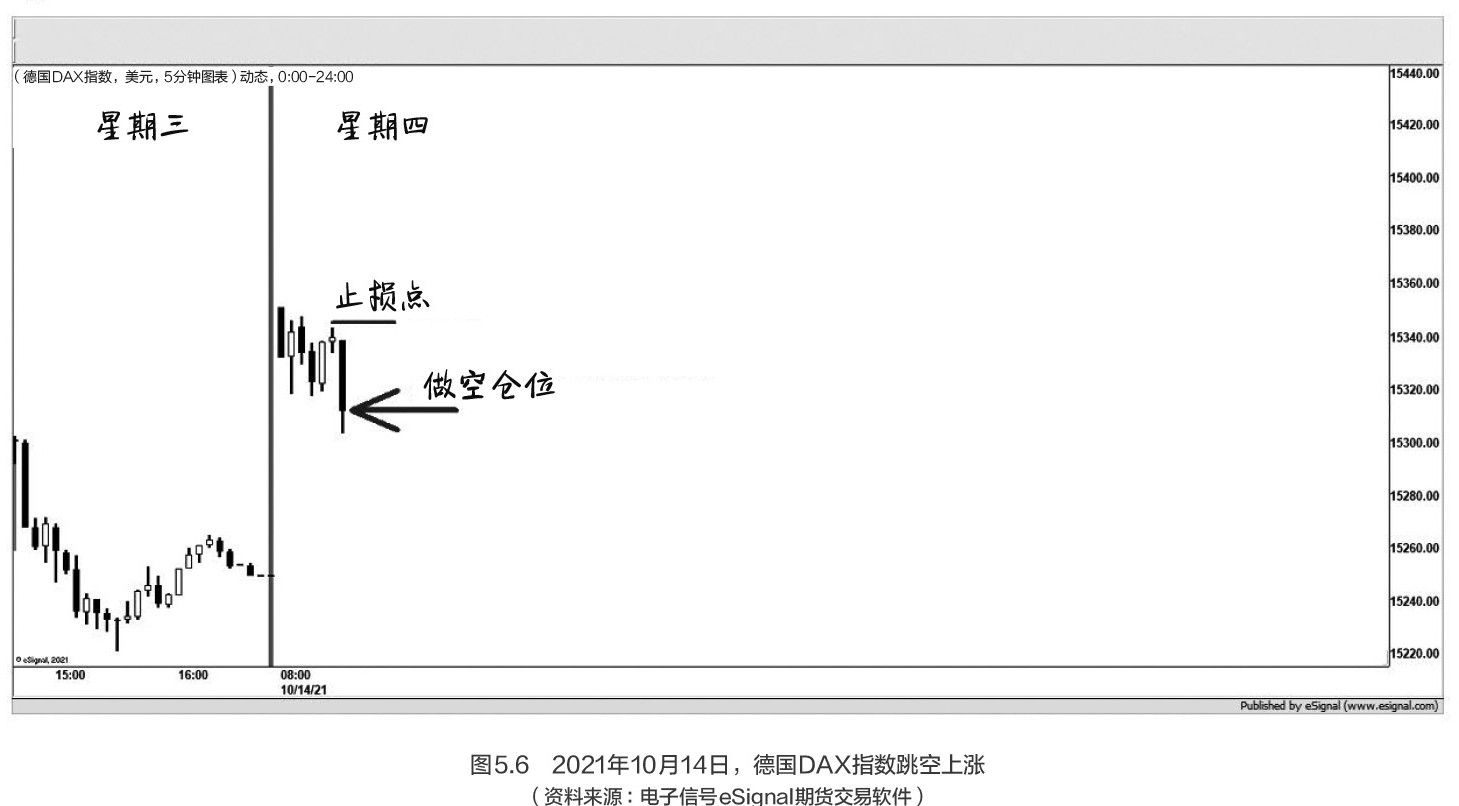 （德国DAX指数，美元，5分钟图表）动态，0:00-24:00
星期三
星期四
止损点
做空仓位
15440.00
15420.00
15400.00
15380.00
15360.00
15340.00
15320.00
15300.00
15280.00
15260.00
15240.00
15220.00
© eSignal, 2021
15:00
16:00
08:00
10/14/21
Published by eSignal (www.esignal.com)
图5.6 2021年10月14日，德国DAX指数跳空上涨
（资料来源：电子信号eSignal期货交易软件）